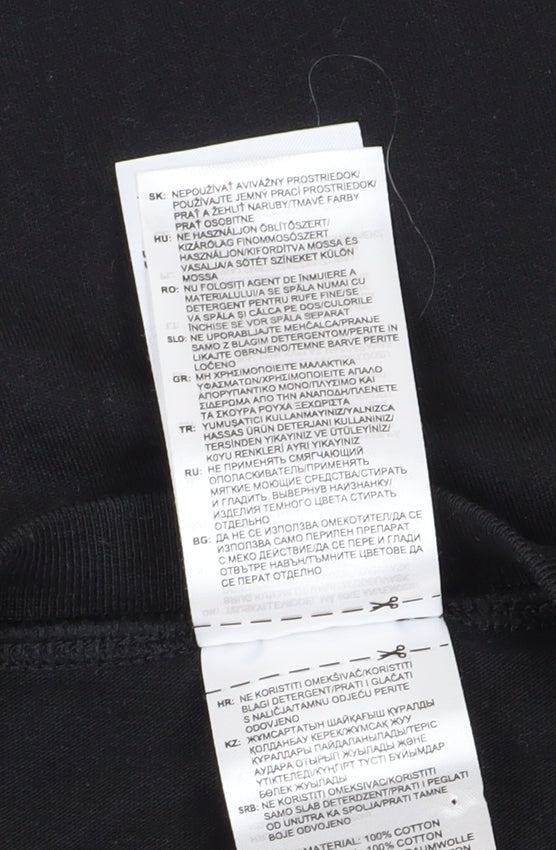 SK: NEPOUŽÍVAŤ AVIVÁŽNY PROSTRIEDOK/
POUŽÍVAJTE JEMNÝ PRACÍ PROSTRIEDOK/
PRAŤ A ŽEHLIŤ NARUBY/TMAVÉ FARBY
PRAŤ OSOBITNE
HU: NE HASZNÁLJON ÖBLÍTŐSZERT/
KIZÁRÓLAG FINOMMOSÓSZERT
HASZNÁLJON/KIFORDÍTVA MOSSA ÉS
VASALJA/A SÖTÉT SZÍNEKET KÜLÖN
MOSSA
RO: NU FOLOSITI AGENT DE ÎNMUIERE A
MATERIALULUI/A SE SPĂLA NUMAI CU
DETERGENT PENTRU RUFE FINE/SE
VA SPĂLA ȘI CĂLCA PE DOS/CULORILE
ÎNCHISE SE VOR SPĂLA SEPARAT
SLO: NE UPORABLJAJTE MEHČALCA/PRANJE
SAMO Z BLAGIM DETERGENTOM/PERITE IN
LIKAJTE OBRNJENO/TEMNE BARVE PERITE
LOČENO
GR: ΜΗ ΧΡΗΣΙΜΟΠΟΙΕΙΤΕ ΜΑΛΑΚΤΙΚΑ
ΥΦΑΣΜΑΤΩΝ/ΧΡΗΣΙΜΟΠΟΙΕΙΤΕ ΑΠΑΛΟ
ΑΠΟΡΥΠΑΝΤΙΚΟ ΜΟΝΟ/ΠΛΥΣΙΜΟ ΚΑΙ
ΣΙΔΕΡΩΜΑ ΑΠΟ ΤΗΝ ΑΝΑΠΟΔΗ/ΠΛΕΝΕΤΕ
ΤΑ ΣΚΟΥΡΑ ΡΟΥΧΑ ΞΕΧΩΡΙΣΤΑ
TR: YUMUŞATICI KULLANMAYINIZ/YALNIZCA
HASSAS ÜRÜN DETERJANI KULLANINIZ/
TERSİNDEN YIKAYINIZ VE ÜTÜLEYİNİZ/
KOYU RENKLERİ AYRI YIKAYINIZ
RU: НЕ ПРИМЕНЯТЬ СМЯГЧАЮЩИЙ
ОПОЛАСКИВАТЕЛЬ/ПРИМЕНЯТЬ
МЯГКИЕ МОЮЩИЕ СРЕДСТВА/СТИРАТЬ
И ГЛАДИТЬ, ВЫВЕРНУВ НАИЗНАНКУ/
ИЗДЕЛИЯ ТЕМНОГО ЦВЕТА СТИРАТЬ
ОТДЕЛЬНО
BG: ДА НЕ СЕ ИЗПОЛЗВА ОМЕКОТИТЕЛ/ДА СЕ
ИЗПОЛЗВА САМО ПЕРИЛЕН ПРЕПАРАТ
С МЕКО ДЕЙСТВИЕ/ДА СЕ ПЕРЕ И ГЛАДИ
ОТВЪТРЕ НАВЪН/ТЪМНИТЕ ЦВЕТОВЕ ДА
СЕ ПЕРАТ ОТДЕЛНО
HR: NE KORISTITI OMEKŠIVAČ/KORISTITI
BLAGI DETERGENT/PRATI I GLAČATI
S NALIČJA/TAMNU ODJEĆU PERITE
ODVOJENO
KZ: ЖҰМСАРТАТЫН ШАЙҚАҒЫШ ҚҰРАЛДЫ
ҚОЛДАНБАУ КЕРЕК/ЖҰМСАҚ ЖУУ
ҚҰРАЛДАРЫ ПАЙДАЛАНЫЛАДЫ/ТЕРІС
АУДАРА ОТЫРЫП ЖУЫЛАДЫ ЖӘНЕ
ҮТІКТЕЛЕДІ/КҮҢГІРТ ТҮСТІ БҰЙЫМДАР
БӨЛЕК ЖУЫЛАДЫ
SRB: NE KORISTITI OMEKSIVAC/KORISTITI
SAMO SLAB DETERDZENT/PRATI I PEGLATI
OD UNUTRA KA SPOLJA/PRATI TAMNE
BOJE ODVOJENO
MATERIAL: 100% COTTON
100% COTTON